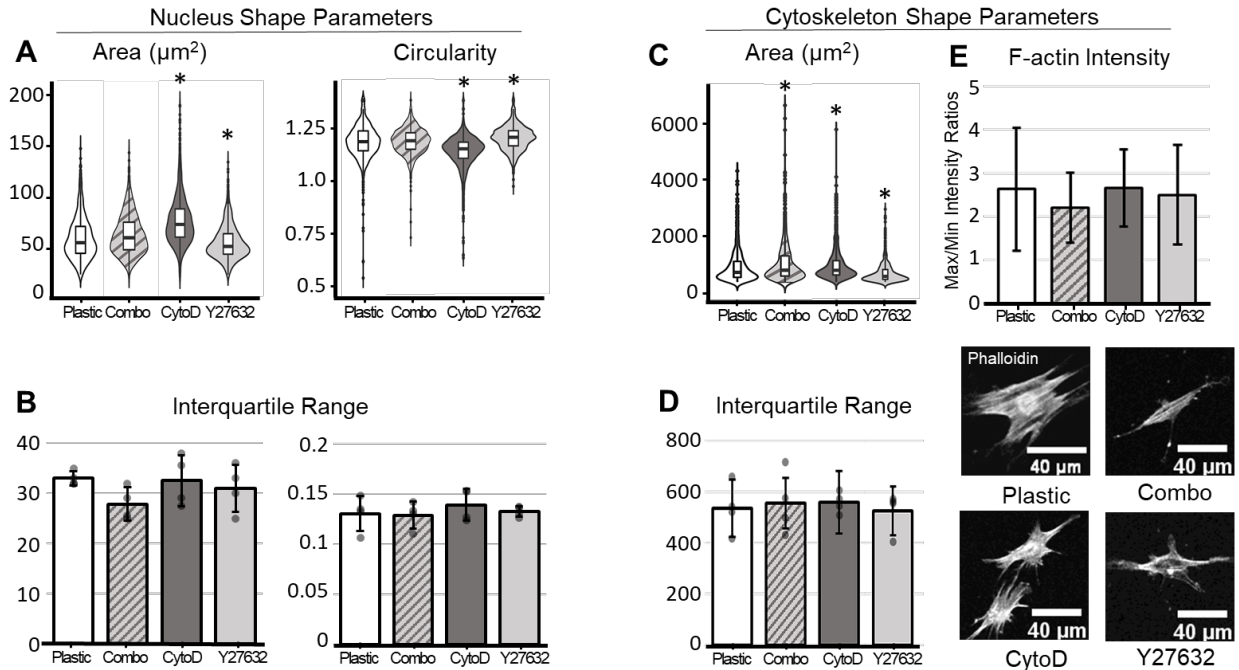 Nucleus Shape Parameters
Cytoskeleton Shape Parameters
A
Area (µm²)
Circularity
C
Area (µm²)
E
F-actin Intensity
200
150
100
50
0
*
*
Plastic Combo CytoD Y27632
1.25
1.0
0.75
0.5
*
*
Plastic Combo CytoD Y27632
6000
4000
2000
0
*
*
*
Plastic Combo CytoD Y27632
Max/Min Intensity Ratios
5
4
3
2
1
0
Plastic Combo CytoD Y27632
B
Interquartile Range
40
30
20
10
0
Plastic Combo CytoD Y27632
0.2
0.15
0.1
0.05
0
Plastic Combo CytoD Y27632
D
Interquartile Range
800
600
400
200
0
Plastic Combo CytoD Y27632
Phalloidin
40 µm
40 µm
Plastic
Combo
40 µm
40 µm
CytoD
Y27632